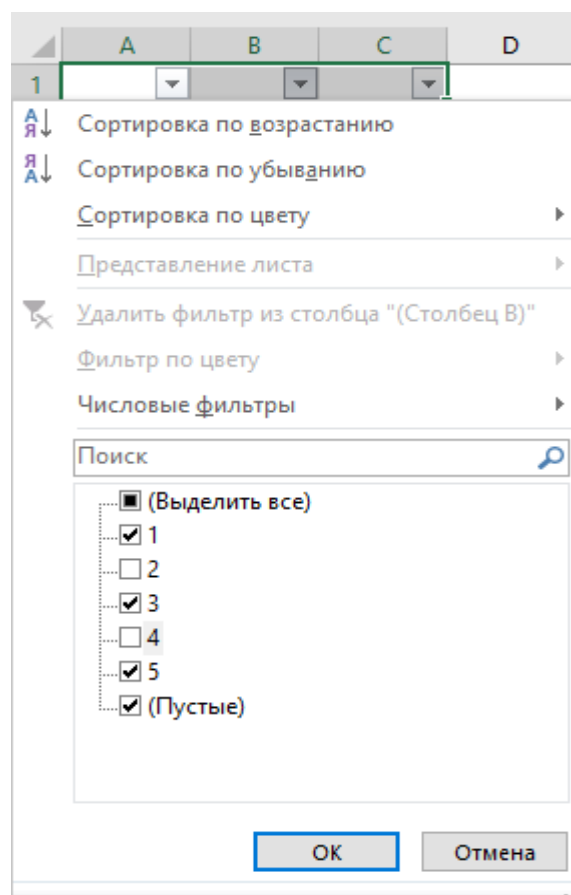 A B C D
1
Сортировка по возрастанию
Сортировка по убыванию
Сортировка по цвету
Представление листа
Удалить фильтр из столбца "(Столбец B)"
Фильтр по цвету
Числовые фильтры
Поиск
(Выделить все)
1
2
3
4
5
(Пустые)
ОК Отмена